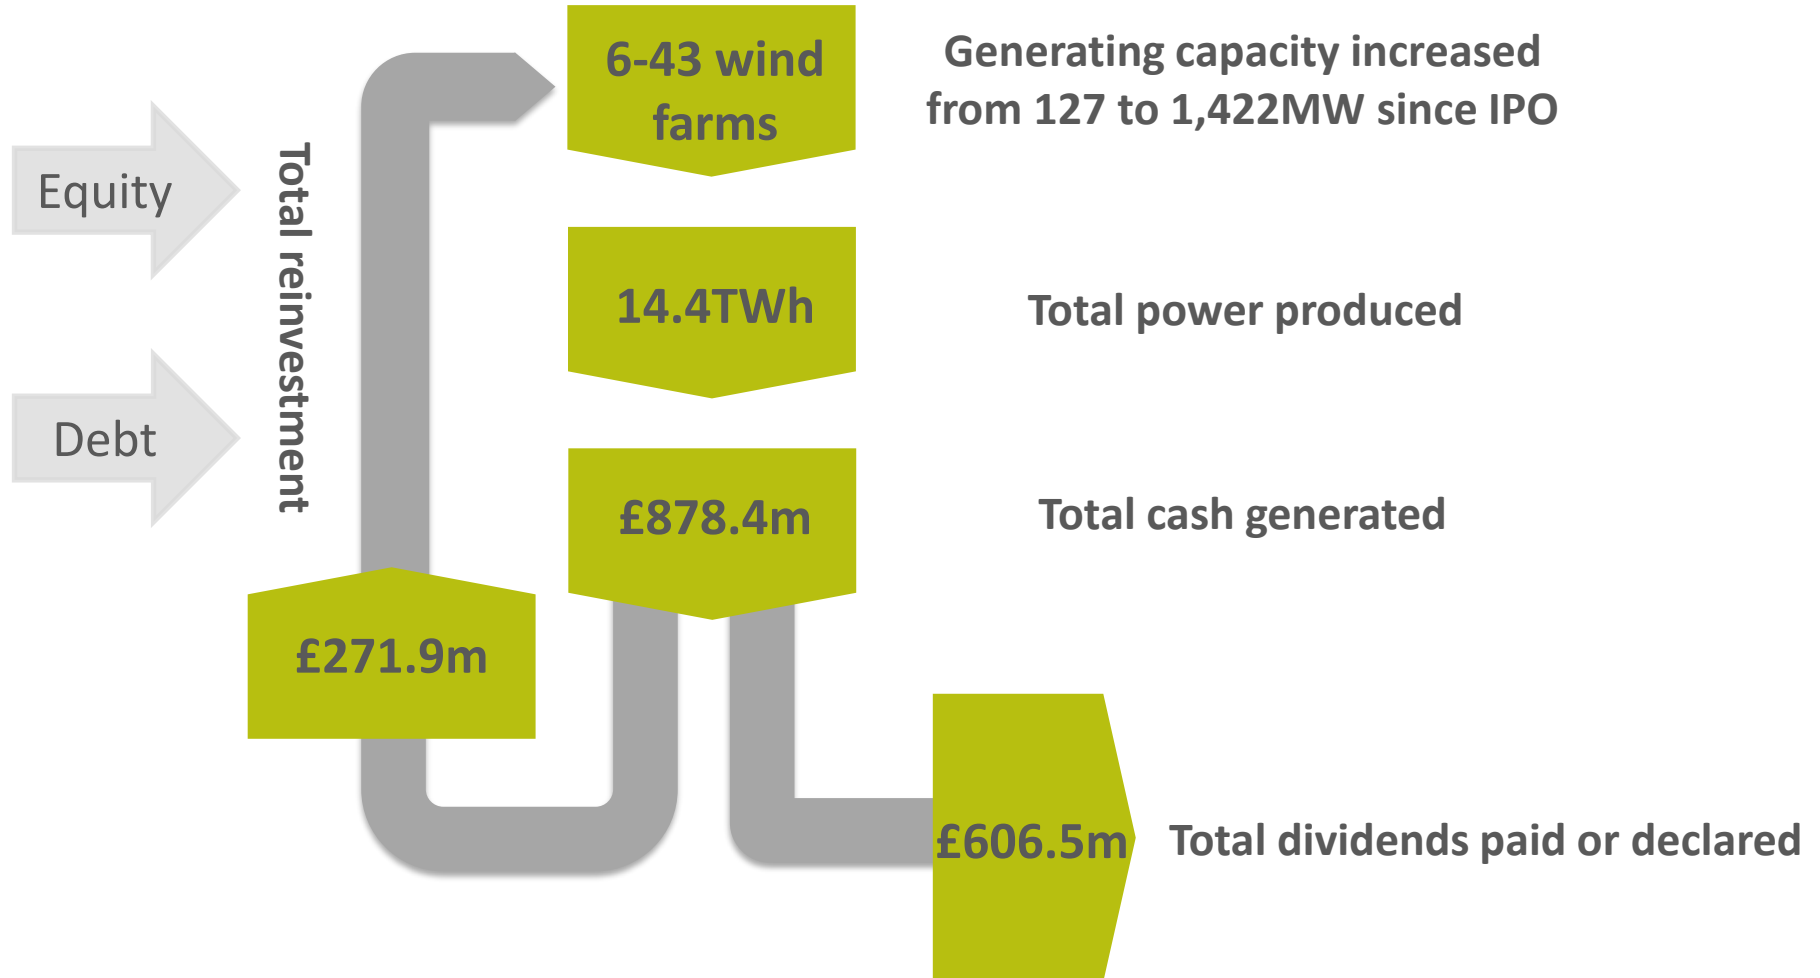 6-43 wind
farms
Generating capacity increased
from 127 to 1,422MW since IPO
Equity
Total reinvestment
14.4TWh
Total power produced
Debt
£878.4m
Total cash generated
£271.9m
£606.5m
Total dividends paid or declared